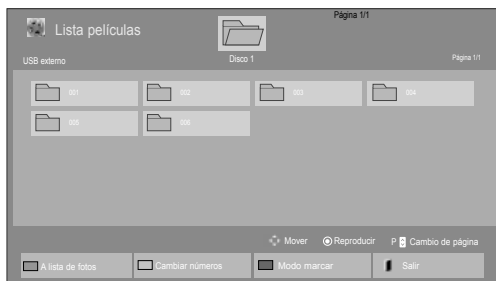 Página 1/1
Lista películas
USB externo
Disco 1
Página 1/1
001 002 003 004
005 006
Mover Reproducir P Cambio de página
A lista de fotos Cambiar números Modo marcar Salir